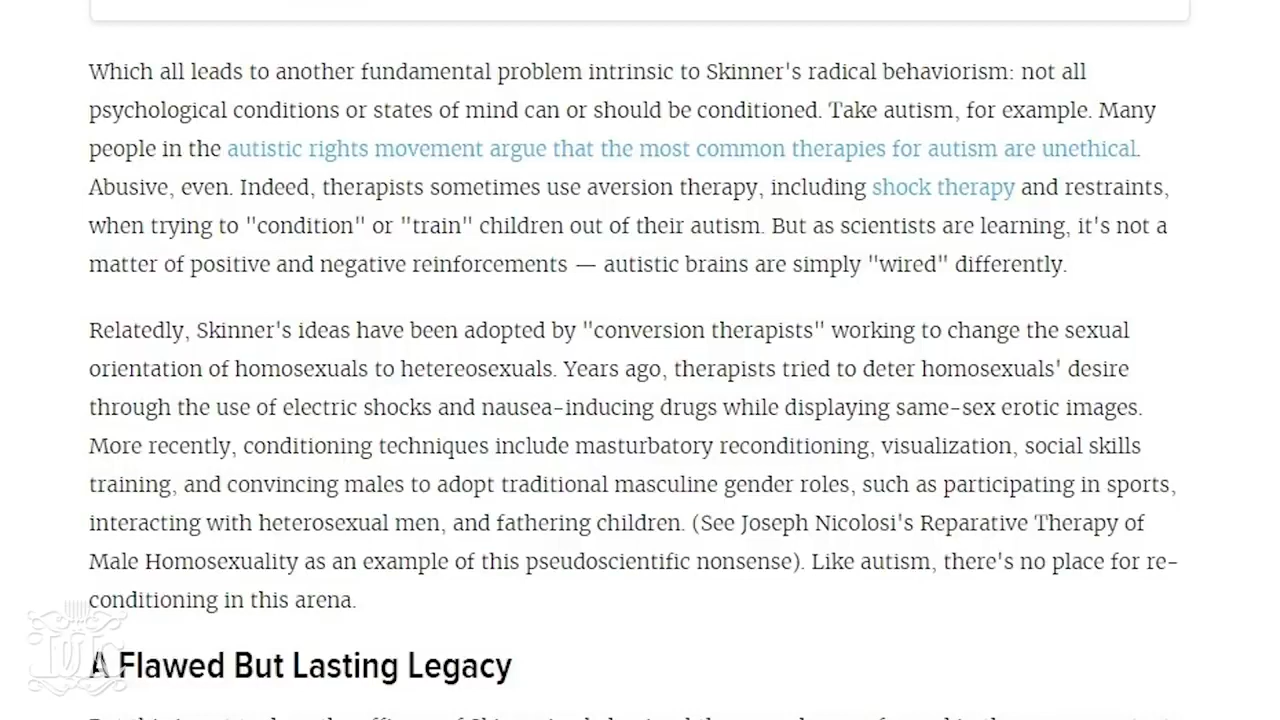 Which all leads to another fundamental problem intrinsic to Skinner's radical behaviorism: not all
psychological conditions or states of mind can or should be conditioned. Take autism, for example. Many
people in the autistic rights movement argue that the most common therapies for autism are unethical.
Abusive, even. Indeed, therapists sometimes use aversion therapy, including shock therapy and restraints,
when trying to "condition" or "train" children out of their autism. But as scientists are learning, it's not a
matter of positive and negative reinforcements — autistic brains are simply "wired" differently.
Relatedly, Skinner's ideas have been adopted by "conversion therapists" working to change the sexual
orientation of homosexuals to hetereosexuals. Years ago, therapists tried to deter homosexuals' desire
through the use of electric shocks and nausea-inducing drugs while displaying same-sex erotic images.
More recently, conditioning techniques include masturbatory reconditioning, visualization, social skills
training, and convincing males to adopt traditional masculine gender roles, such as participating in sports,
interacting with heterosexual men, and fathering children. (See Joseph Nicolosi's Reparative Therapy of
Male Homosexuality as an example of this pseudoscientific nonsense). Like autism, there's no place for re-
conditioning in this arena.
A Flawed But Lasting Legacy